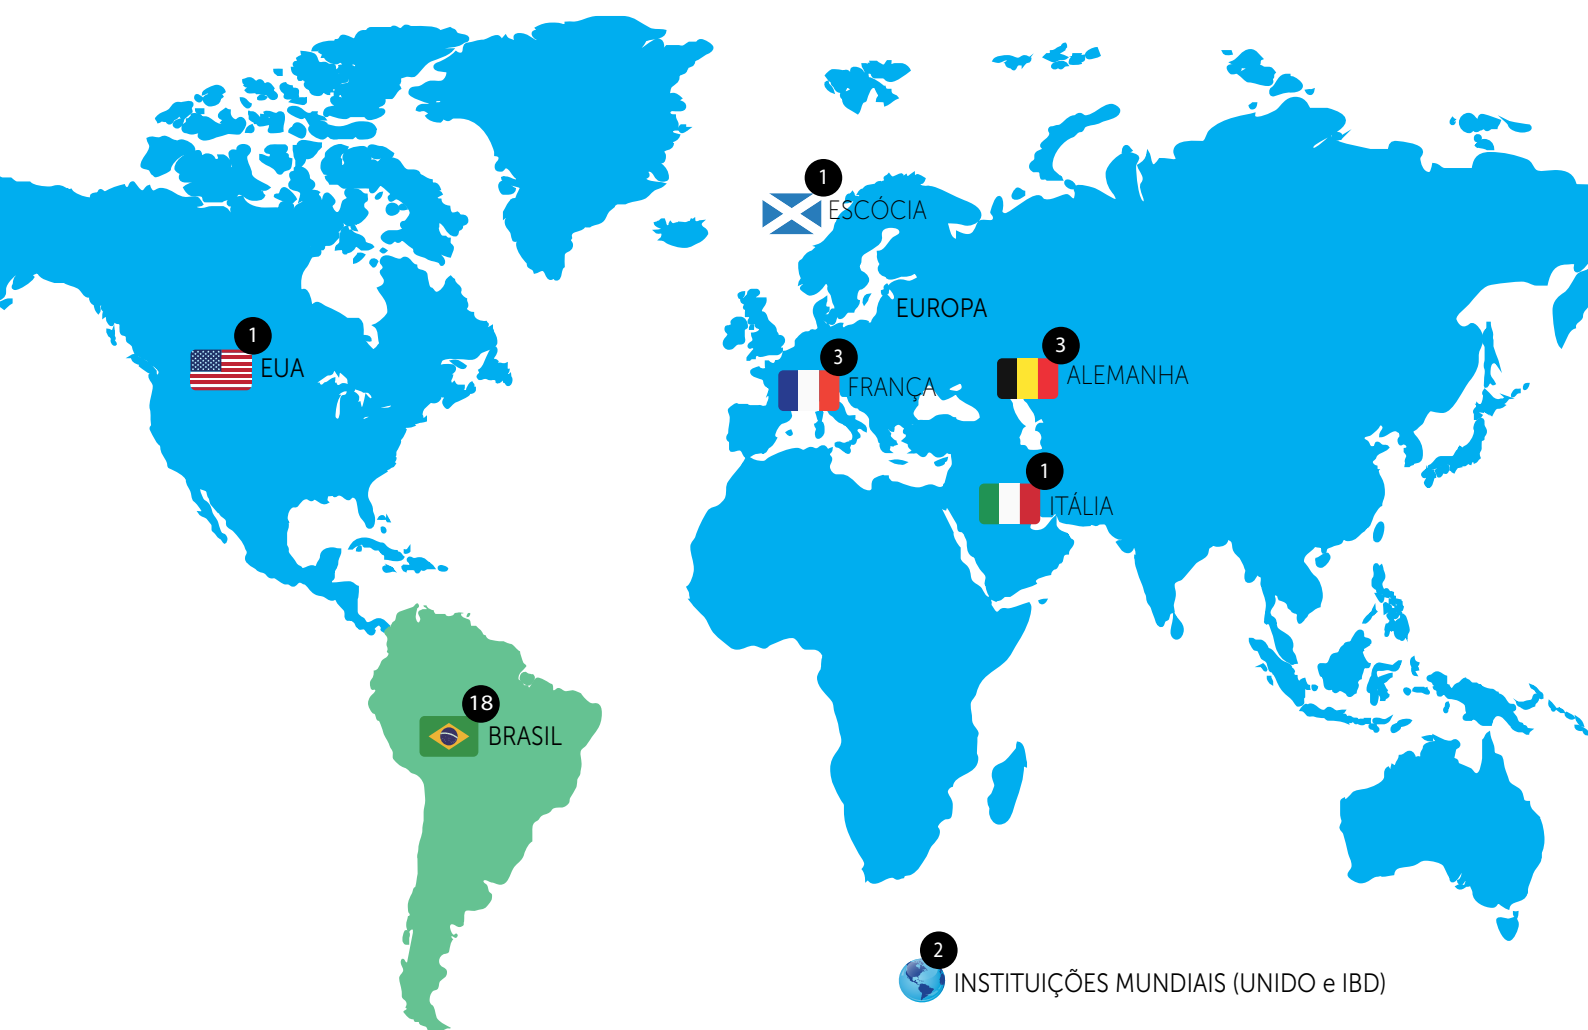 1
ESCÓCIA
EUROPA
1
EUA
3
FRANÇA
3
ALEMANHA
1
ITÁLIA
18
BRASIL
2
INSTITUIÇÕES MUNDIAIS (UNIDO e IBD)